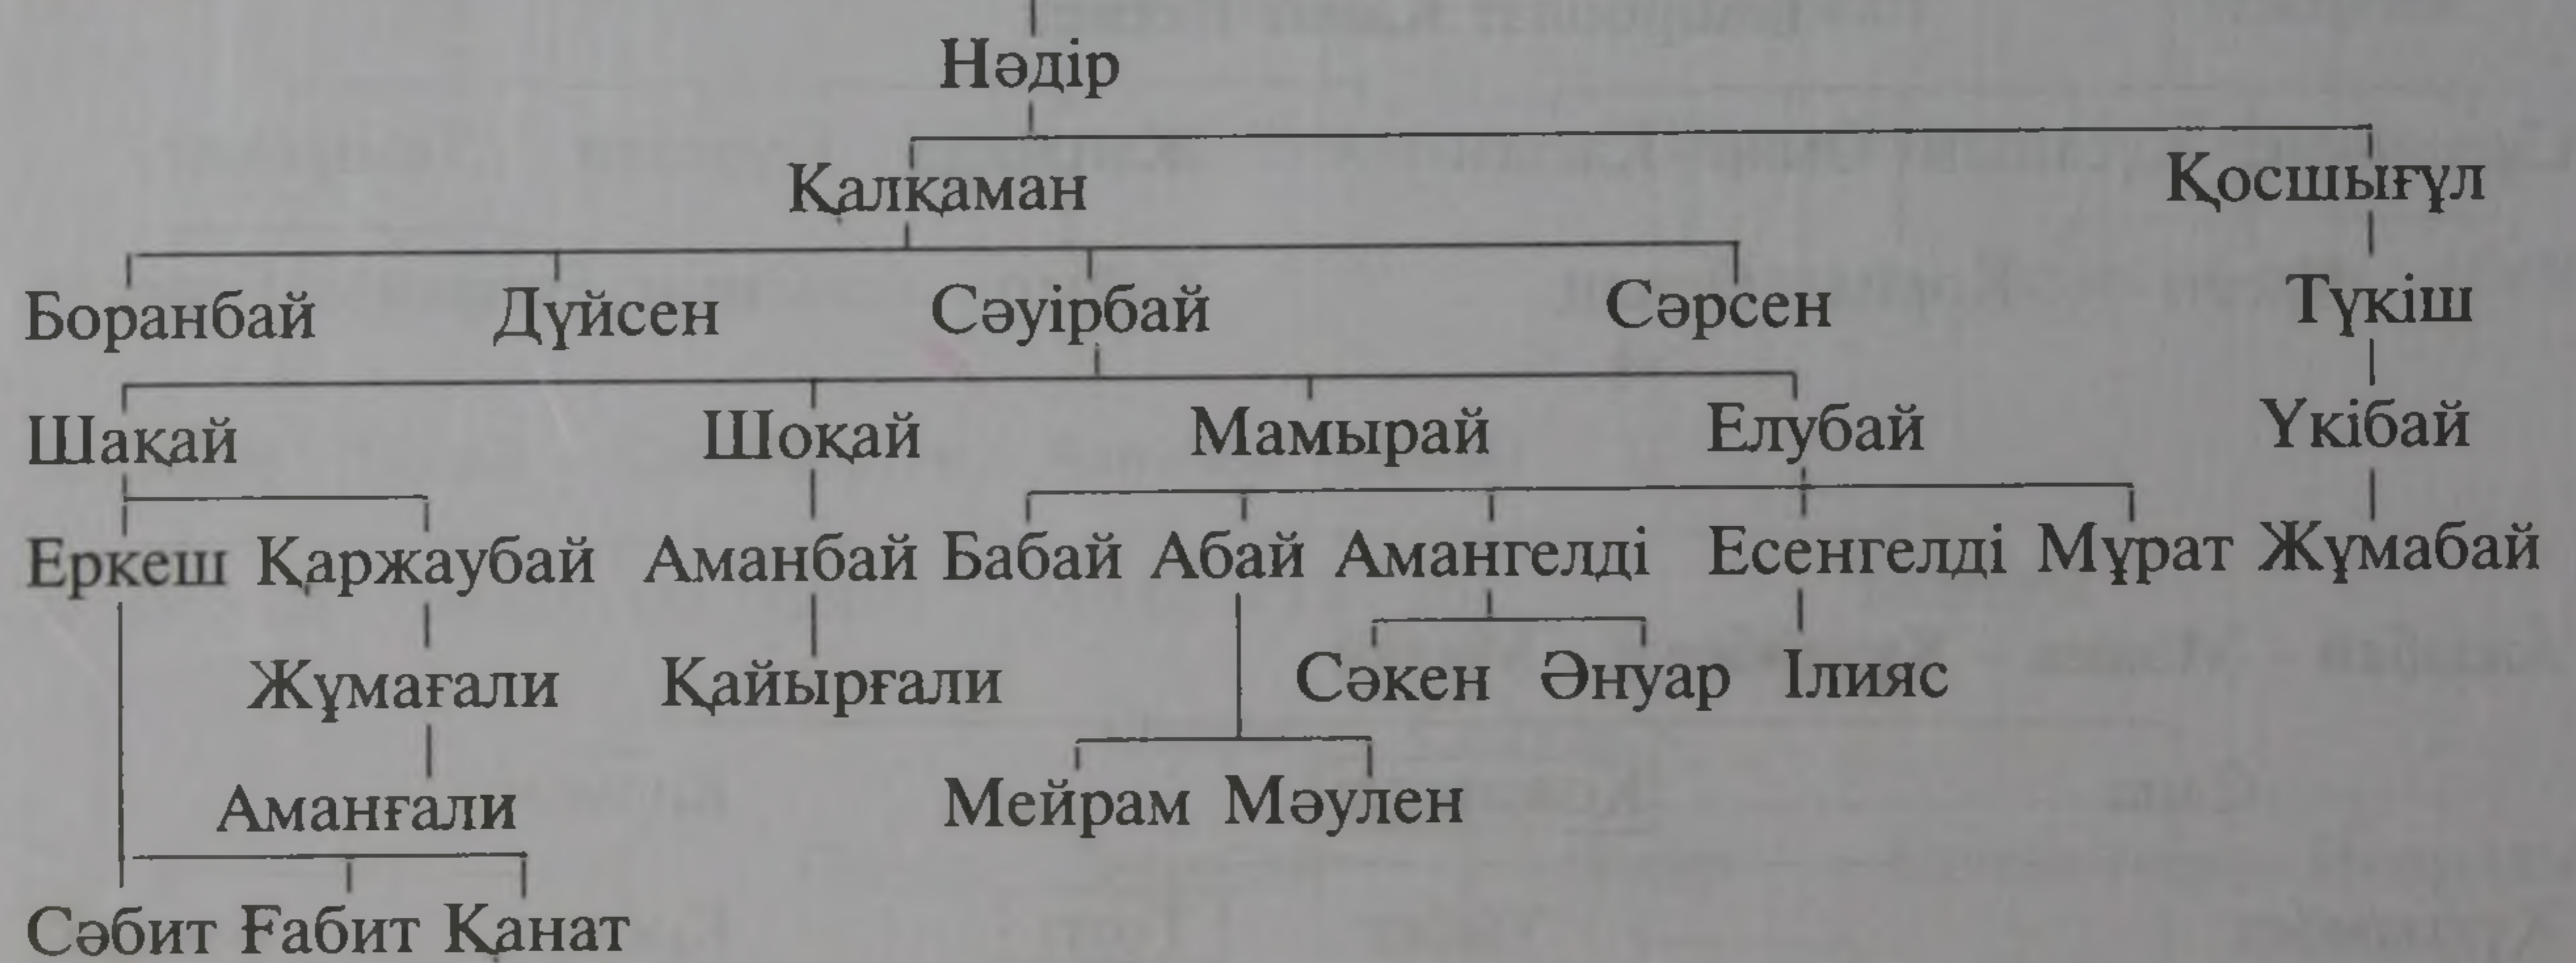 Нәдір
Қалқаман Қосшығұл
Боранбай Дүйсен Сәуірбай Сәрсен Түкіш
Шақай Шоқай Мамырай Елубай Үкібай
Еркеш Қаржаубай Аманбай Бабай Абай Амангелді Есенгелді Мұрат Жұмабай
Жұмағали Қайырғали Сәкен Әнуар Ілияс
Аманғали Мейрам Мәулен
Сәбит Ғабит Қанат